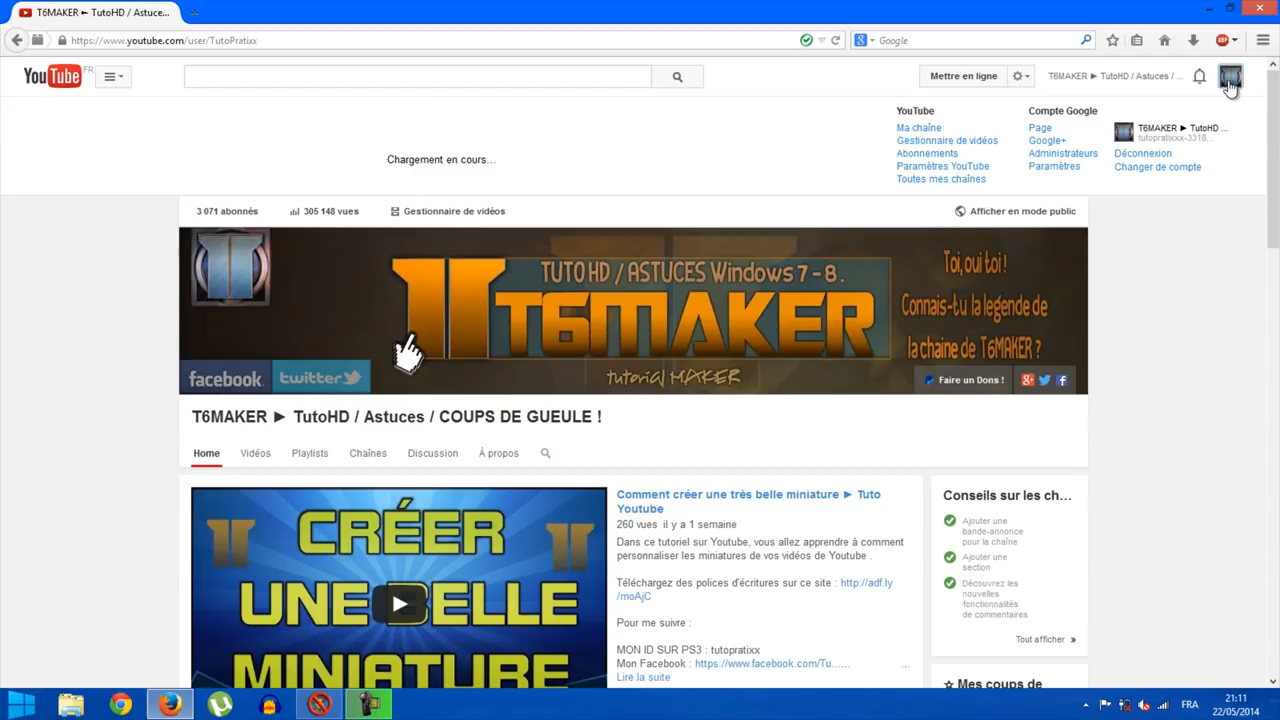 T6MAKER ► TutoHD / Astuce...
https://www.youtube.com/user/TutoPratixx
Google
ABP
YouTube FR
Mettre en ligne
T6MAKER ► TutoHD / Astuces / ...
Chargement en cours...
YouTube
Ma chaîne
Gestionnaire de vidéos
Abonnements
Paramètres YouTube
Toutes mes chaînes
Compte Google
Page
Google+
Administrateurs
Paramètres
T6MAKER ► TutoHD ...
tutopratixxx-3318...
Déconnexion
Changer de compte
3 071 abonnés
305 148 vues
Gestionnaire de vidéos
Afficher en mode public
TUTO HD / ASTUCES Windows 7 - 8 .
T6MAKER
tutorial MAKER
Toi, oui toi !
Connais-tu la legende de
la chaine de T6MAKER ?
facebook
twitter
Faire un Dons !
T6MAKER ► TutoHD / Astuces / COUPS DE GUEULE !
Home
Vidéos
Playlists
Chaînes
Discussion
À propos
CRÉER
UNE BELLE
MINIATURE
Comment créer une très belle miniature ► Tuto
Youtube
260 vues il y a 1 semaine
Dans ce tutoriel sur Youtube, vous allez apprendre à comment
personnaliser les miniatures de vos vidéos de Youtube .
Téléchargez des polices d'écritures sur ce site : http://adf.ly
/moAjC
Pour me suivre :
MON ID SUR PS3 : tutopratixx
Mon Facebook : https://www.facebook.com/Tu...... ...
Lire la suite
Conseils sur les ch...
Ajouter une
bande-annonce
pour la chaîne
Ajouter une
section
Découvrez les
nouvelles
fonctionnalités
de commentaires
Tout afficher »
Mes coups de
FRA
21:11
22/05/2014